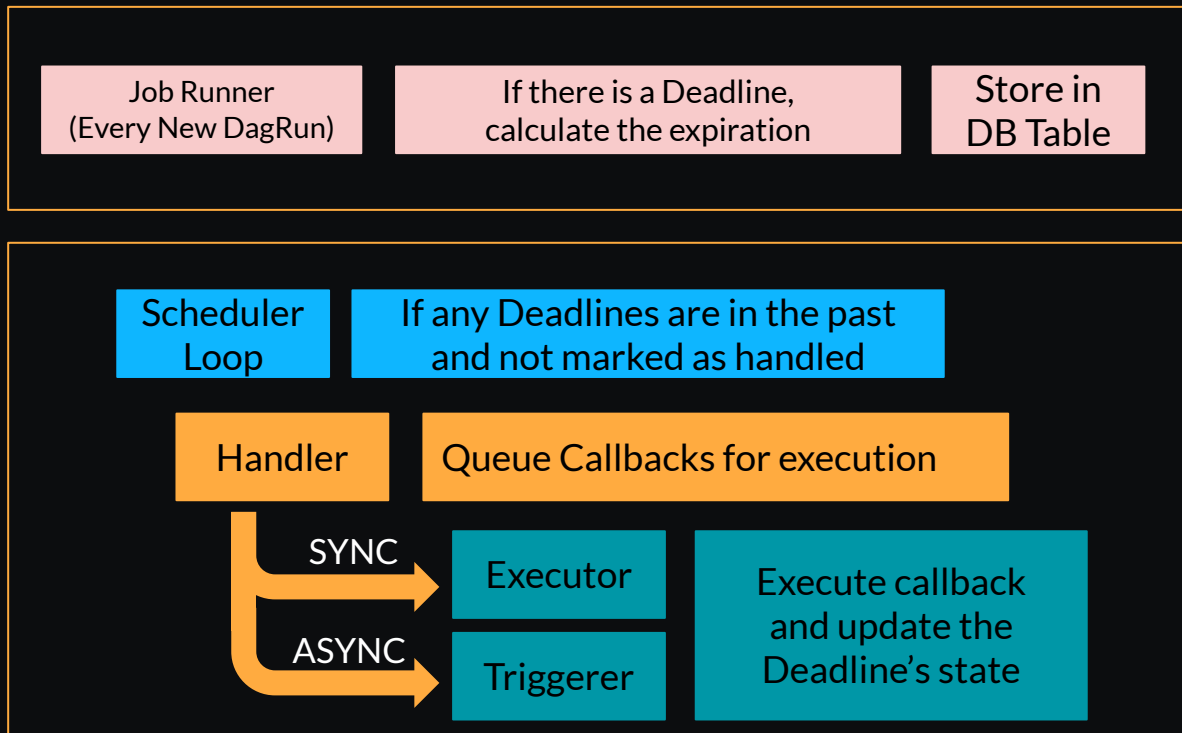 Job Runner
(Every New DagRun)
If there is a Deadline,
calculate the expiration
Store in
DB Table
Scheduler
Loop
If any Deadlines are in the past
and not marked as handled
Handler
Queue Callbacks for execution
SYNC
Executor
ASYNC
Triggerer
Execute callback
and update the
Deadline’s state